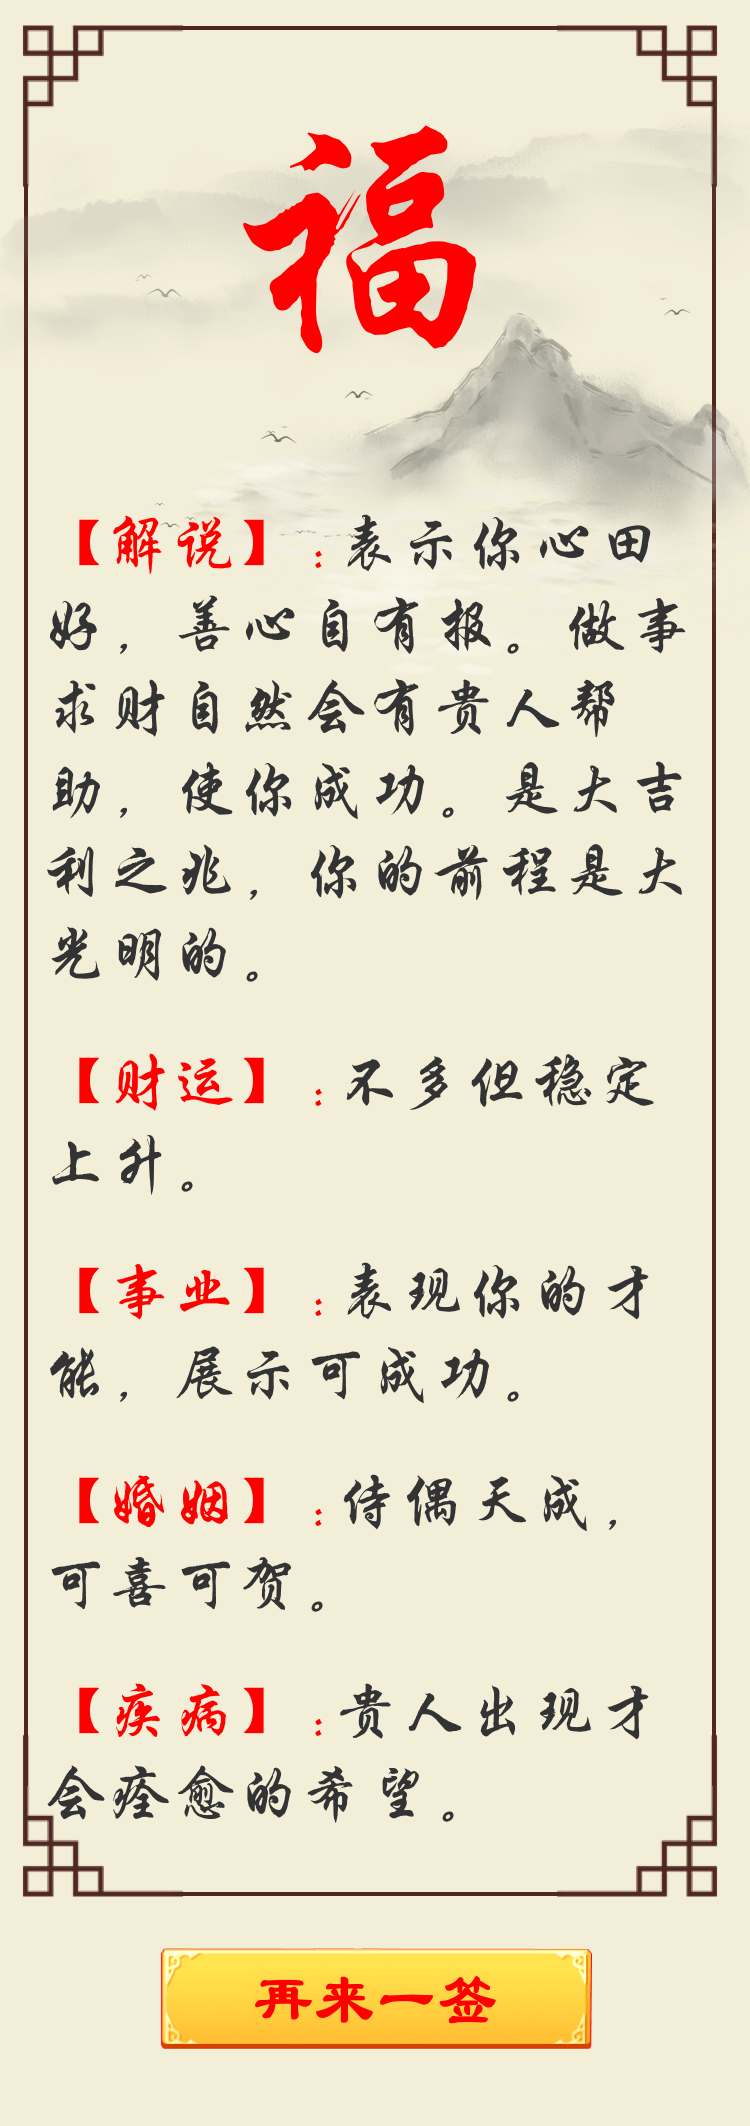 福
【解说】:表示你心田
好,善心自有报。做事
求财自然会有贵人帮
助,使你成功。是大吉
利之兆,你的前程是大
光明的。
【财运】:不多但稳定
上升。
【事业】:表现你的才
能,展示可成功。
【婚姻】:侍偶天成,
可喜可贺。
【疾病】:贵人出现才
会痊愈的希望。
再来一签